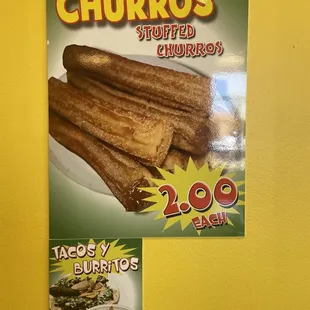 CHURROS
STUFFED
CHURROS
2.00
EACH
TACOS Y
BURRITOS